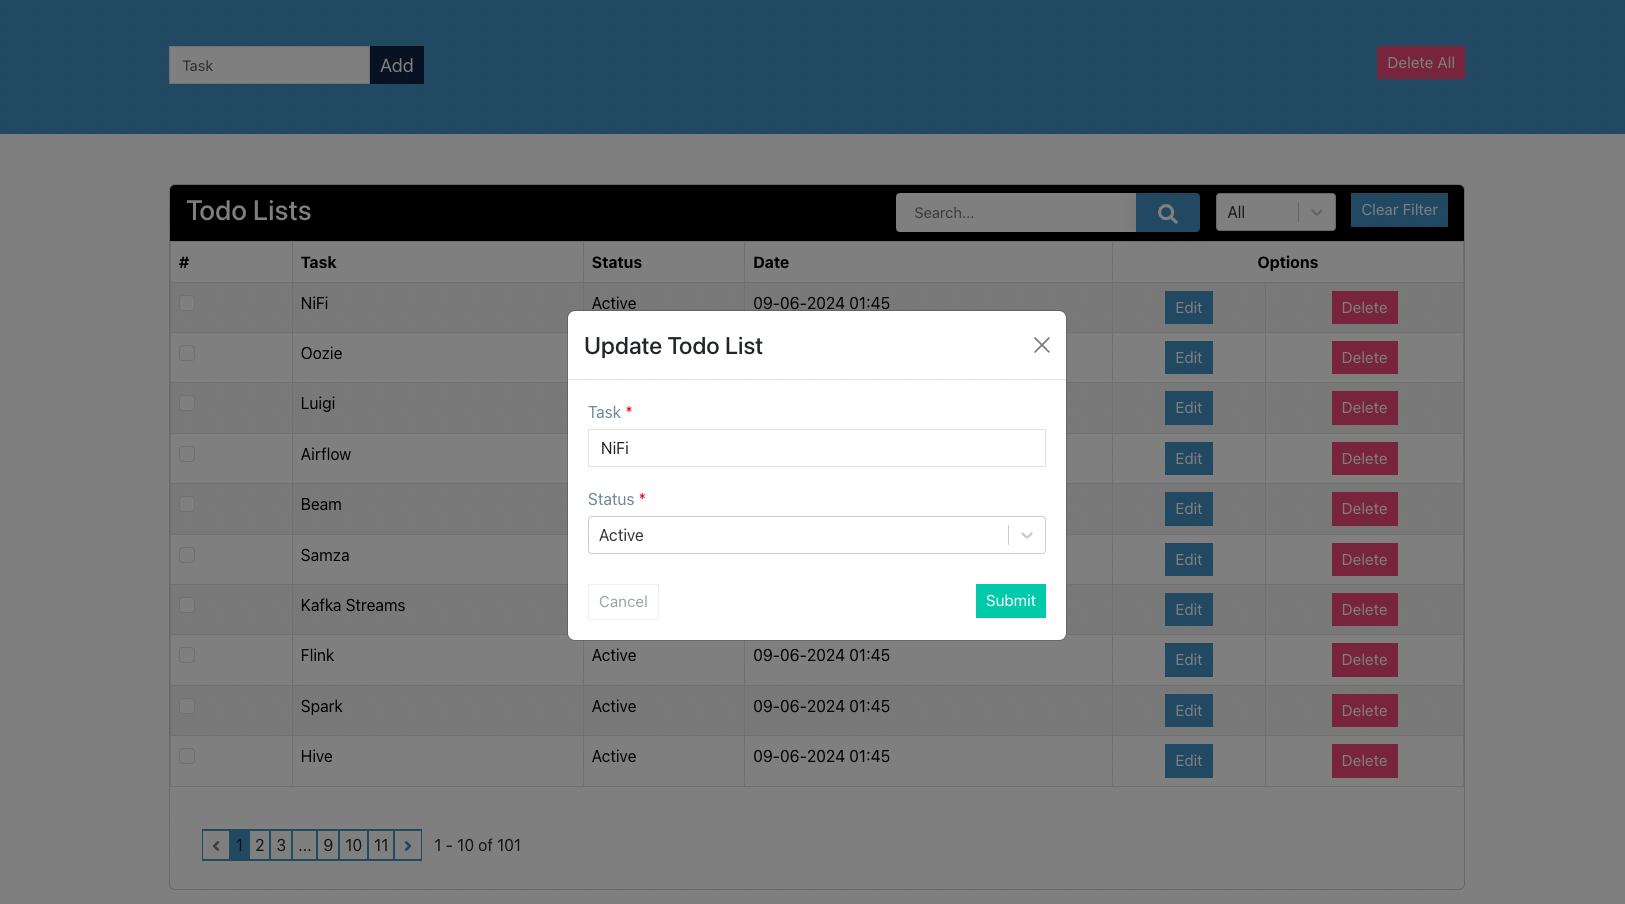 Task Add Delete All
Todo Lists Search... All Clear Filter
# Task Status Date Options
NiFi Active 09-06-2024 01:45 Edit Delete
Oozie Edit Delete
Luigi Edit Delete
Airflow Edit Delete
Beam Edit Delete
Samza Edit Delete
Kafka Streams Edit Delete
Flink Active 09-06-2024 01:45 Edit Delete
Spark Active 09-06-2024 01:45 Edit Delete
Hive Active 09-06-2024 01:45 Edit Delete
1 2 3 ... 9 10 11 1 - 10 of 101
Update Todo List
Task *
NiFi
Status *
Active
Cancel Submit